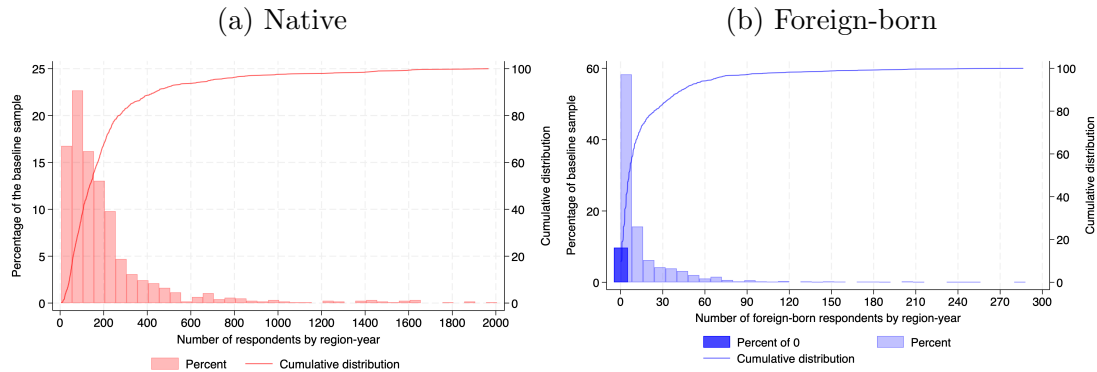 (a) Native
Percentage of the baseline sample
25
20
15
10
5
0
100
80
60
40
20
0
Cumulative distribution
0 200 400 600 800 1000 1200 1400 1600 1800 2000
Number of respondents by region-year
Percent Cumulative distribution
(b) Foreign-born
Percentage of baseline sample
60
40
20
0
100
80
60
40
20
0
Cumulative distribution
0 30 60 90 120 150 180 210 240 270 300
Number of foreign-born respondents by region-year
Percent of 0 Percent
Cumulative distribution